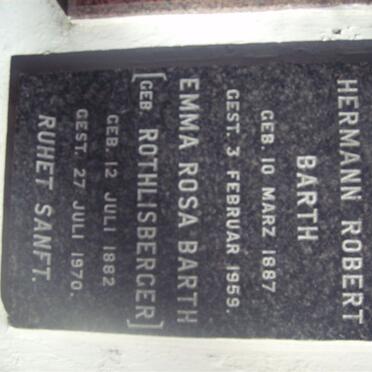 HERMANN ROBERT
BARTH
GEB. 10 MARZ 1887
GEST. 3 FEBRUAR 1959.
EMMA ROSA BARTH
[GEB. ROTHLISBERGER]
GEB. 12 JULI 1882
GEST. 27 JULI 1970.
RUHET SANFT.